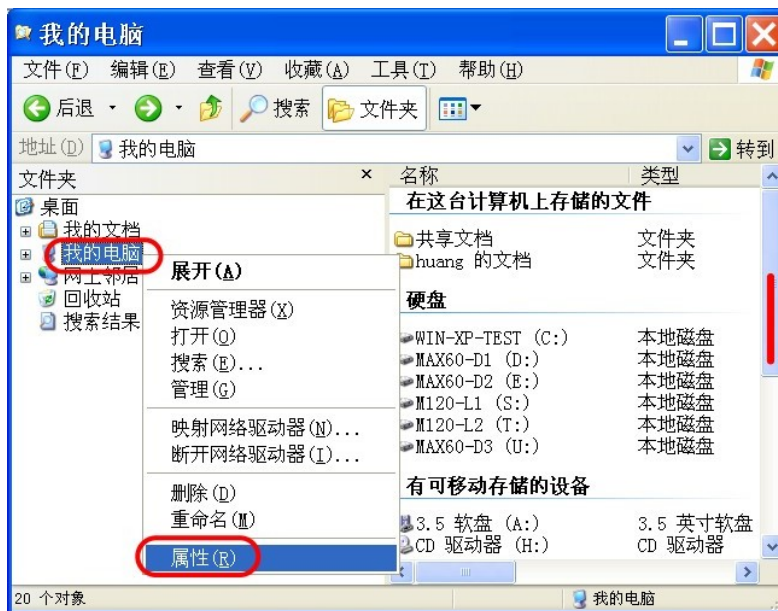 我的电脑
文件(F) 编辑(E) 查看(V) 收藏(A) 工具(T) 帮助(H)
后退 搜索 文件夹
地址(D) 我的电脑 转到
文件夹 × 名称 类型
桌面
我的文档
我的电脑
网上邻居
回收站
搜索结果
展开(A)
资源管理器(X)
打开(O)
搜索(E)...
管理(G)
映射网络驱动器(N)...
断开网络驱动器(I)...
删除(D)
重命名(M)
属性(R)
在这台计算机上存储的文件
共享文档 文件夹
huang 的文档 文件夹
硬盘
WIN-XP-TEST (C:) 本地磁盘
MAX60-D1 (D:) 本地磁盘
MAX60-D2 (E:) 本地磁盘
M120-L1 (S:) 本地磁盘
M120-L2 (T:) 本地磁盘
MAX60-D3 (U:) 本地磁盘
有可移动存储的设备
3.5 软盘 (A:) 3.5 英寸软盘
CD 驱动器 (H:) CD 驱动器
20 个对象 我的电脑